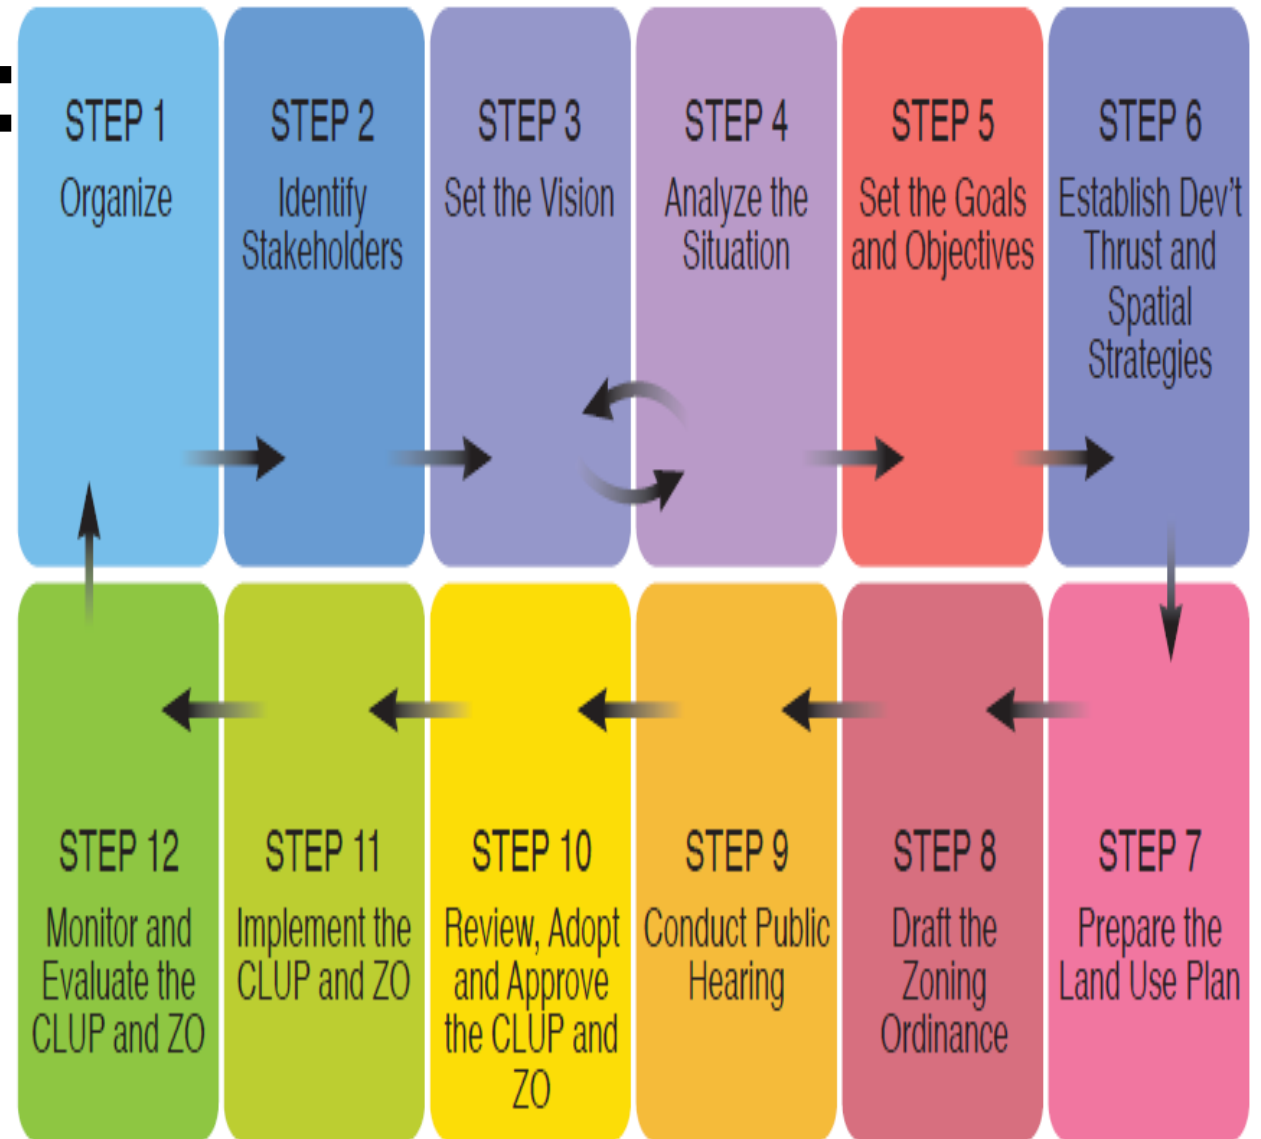 :
STEP 1
Organize
STEP 2
Identify
Stakeholders
STEP 3
Set the Vision
STEP 4
Analyze the
Situation
STEP 5
Set the Goals
and Objectives
STEP 6
Establish Dev't
Thrust and
Spatial
Strategies
STEP 12
Monitor and
Evaluate the
CLUP and ZO
STEP 11
Implement the
CLUP and ZO
STEP 10
Review, Adopt
and Approve
the CLUP and
ZO
STEP 9
Conduct Public
Hearing
STEP 8
Draft the
Zoning
Ordinance
STEP 7
Prepare the
Land Use Plan